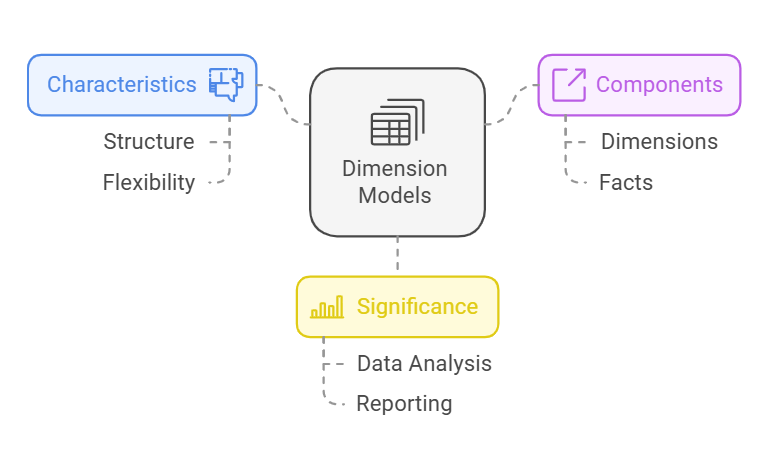 Characteristics
Structure
Flexibility
Dimension
Models
Components
Dimensions
Facts
Significance
Data Analysis
Reporting